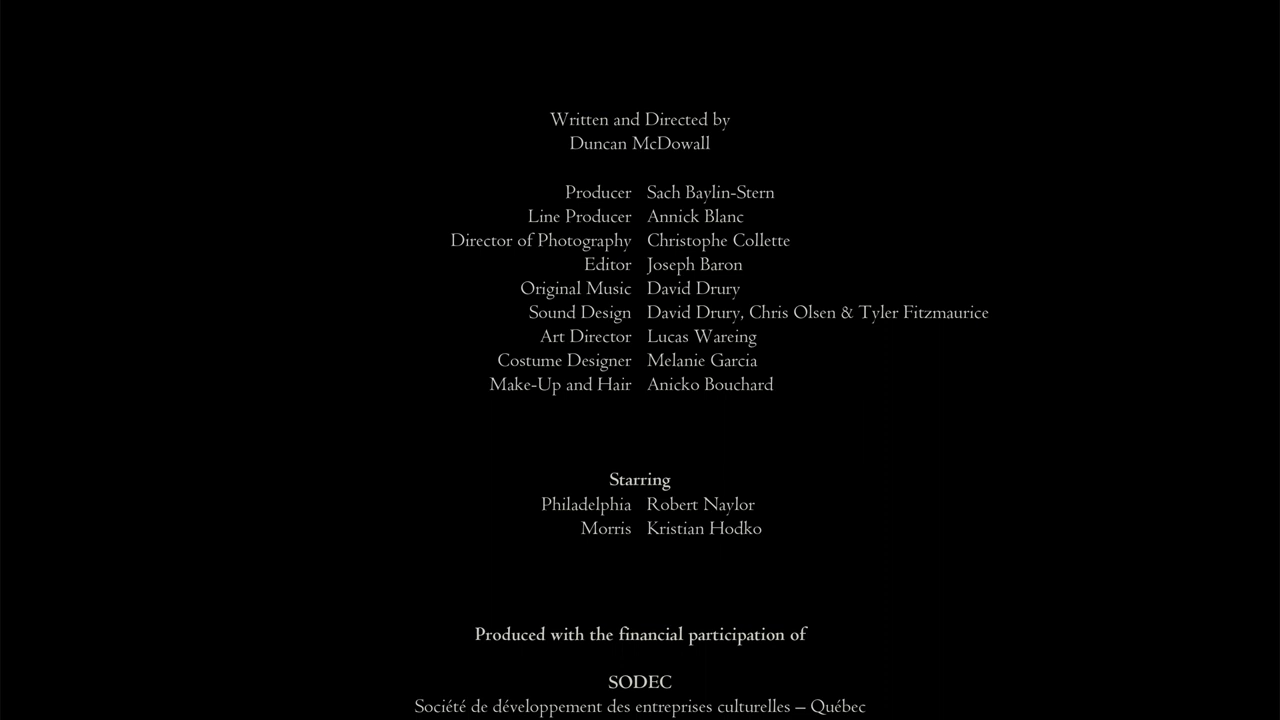 Written and Directed by
Duncan McDowall
Producer Sach Baylin-Stern
Line Producer Annick Blanc
Director of Photography Christophe Collette
Editor Joseph Baron
Original Music David Drury
Sound Design David Drury, Chris Olsen & Tyler Fitzmaurice
Art Director Lucas Wareing
Costume Designer Melanie Garcia
Make-Up and Hair Anicko Bouchard
Starring
Philadelphia Robert Naylor
Morris Kristian Hodko
Produced with the financial participation of
SODEC
Société de développement des entreprises culturelles – Québec